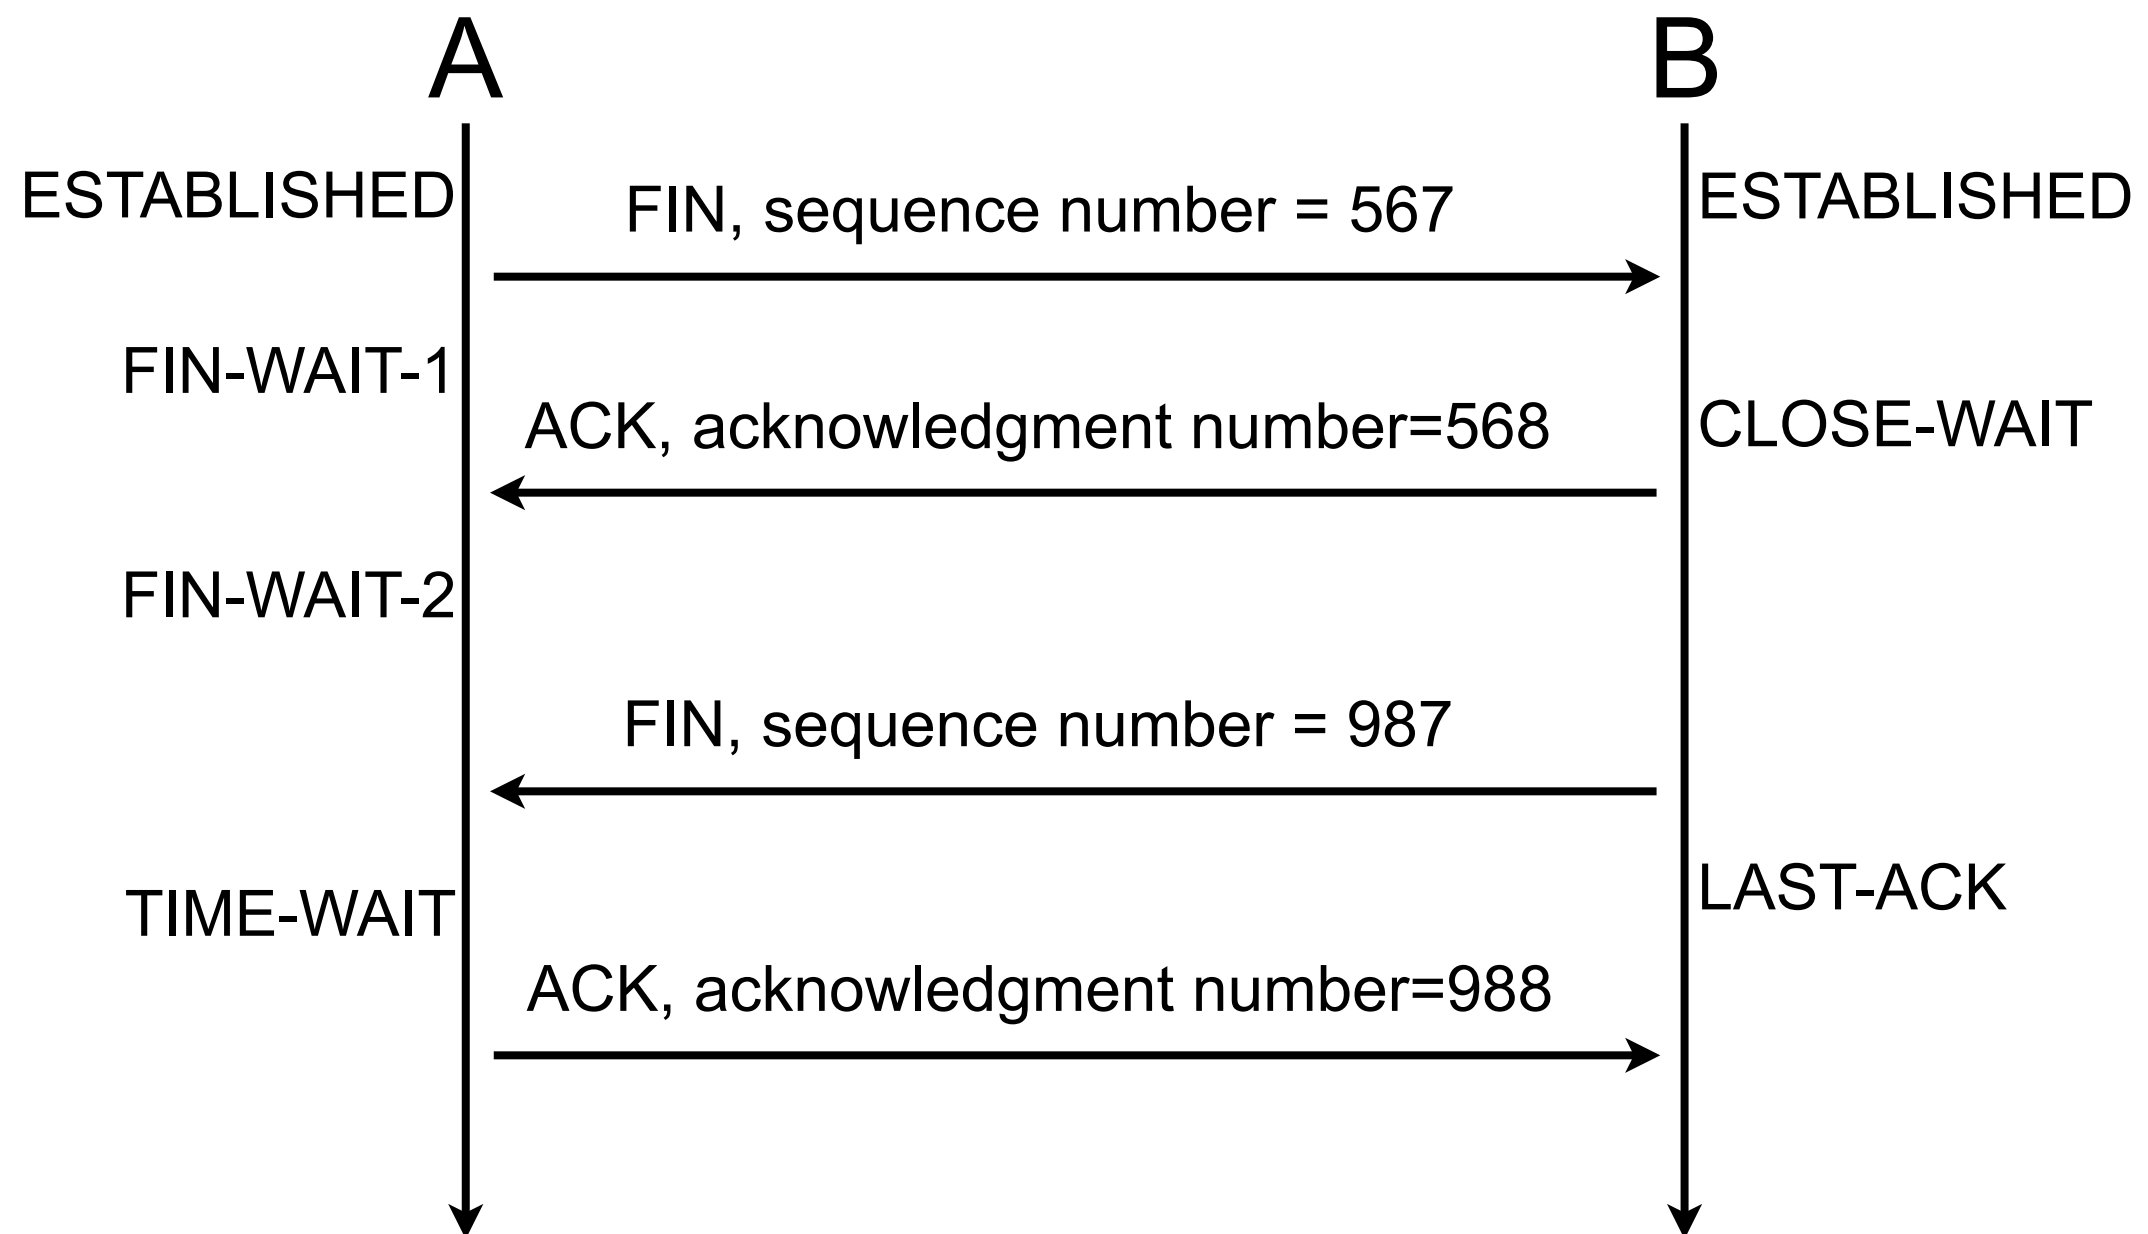 A
B
ESTABLISHED
FIN, sequence number = 567
ESTABLISHED
FIN-WAIT-1
ACK, acknowledgment number=568
CLOSE-WAIT
FIN-WAIT-2
FIN, sequence number = 987
TIME-WAIT
LAST-ACK
ACK, acknowledgment number=988